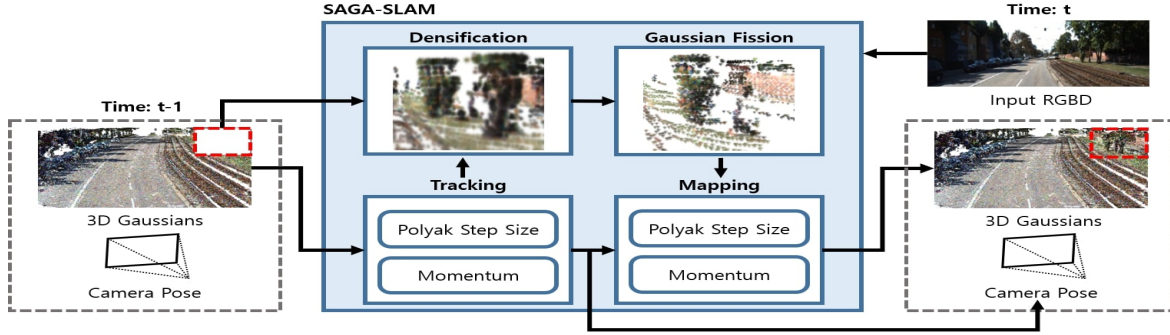 SAGA-SLAM
Time: t
Densification
Gaussian Fission
Input RGBD
Time: t-1
3D Gaussians
Camera Pose
Tracking
Polyak Step Size
Momentum
Mapping
Polyak Step Size
Momentum
3D Gaussians
Camera Pose